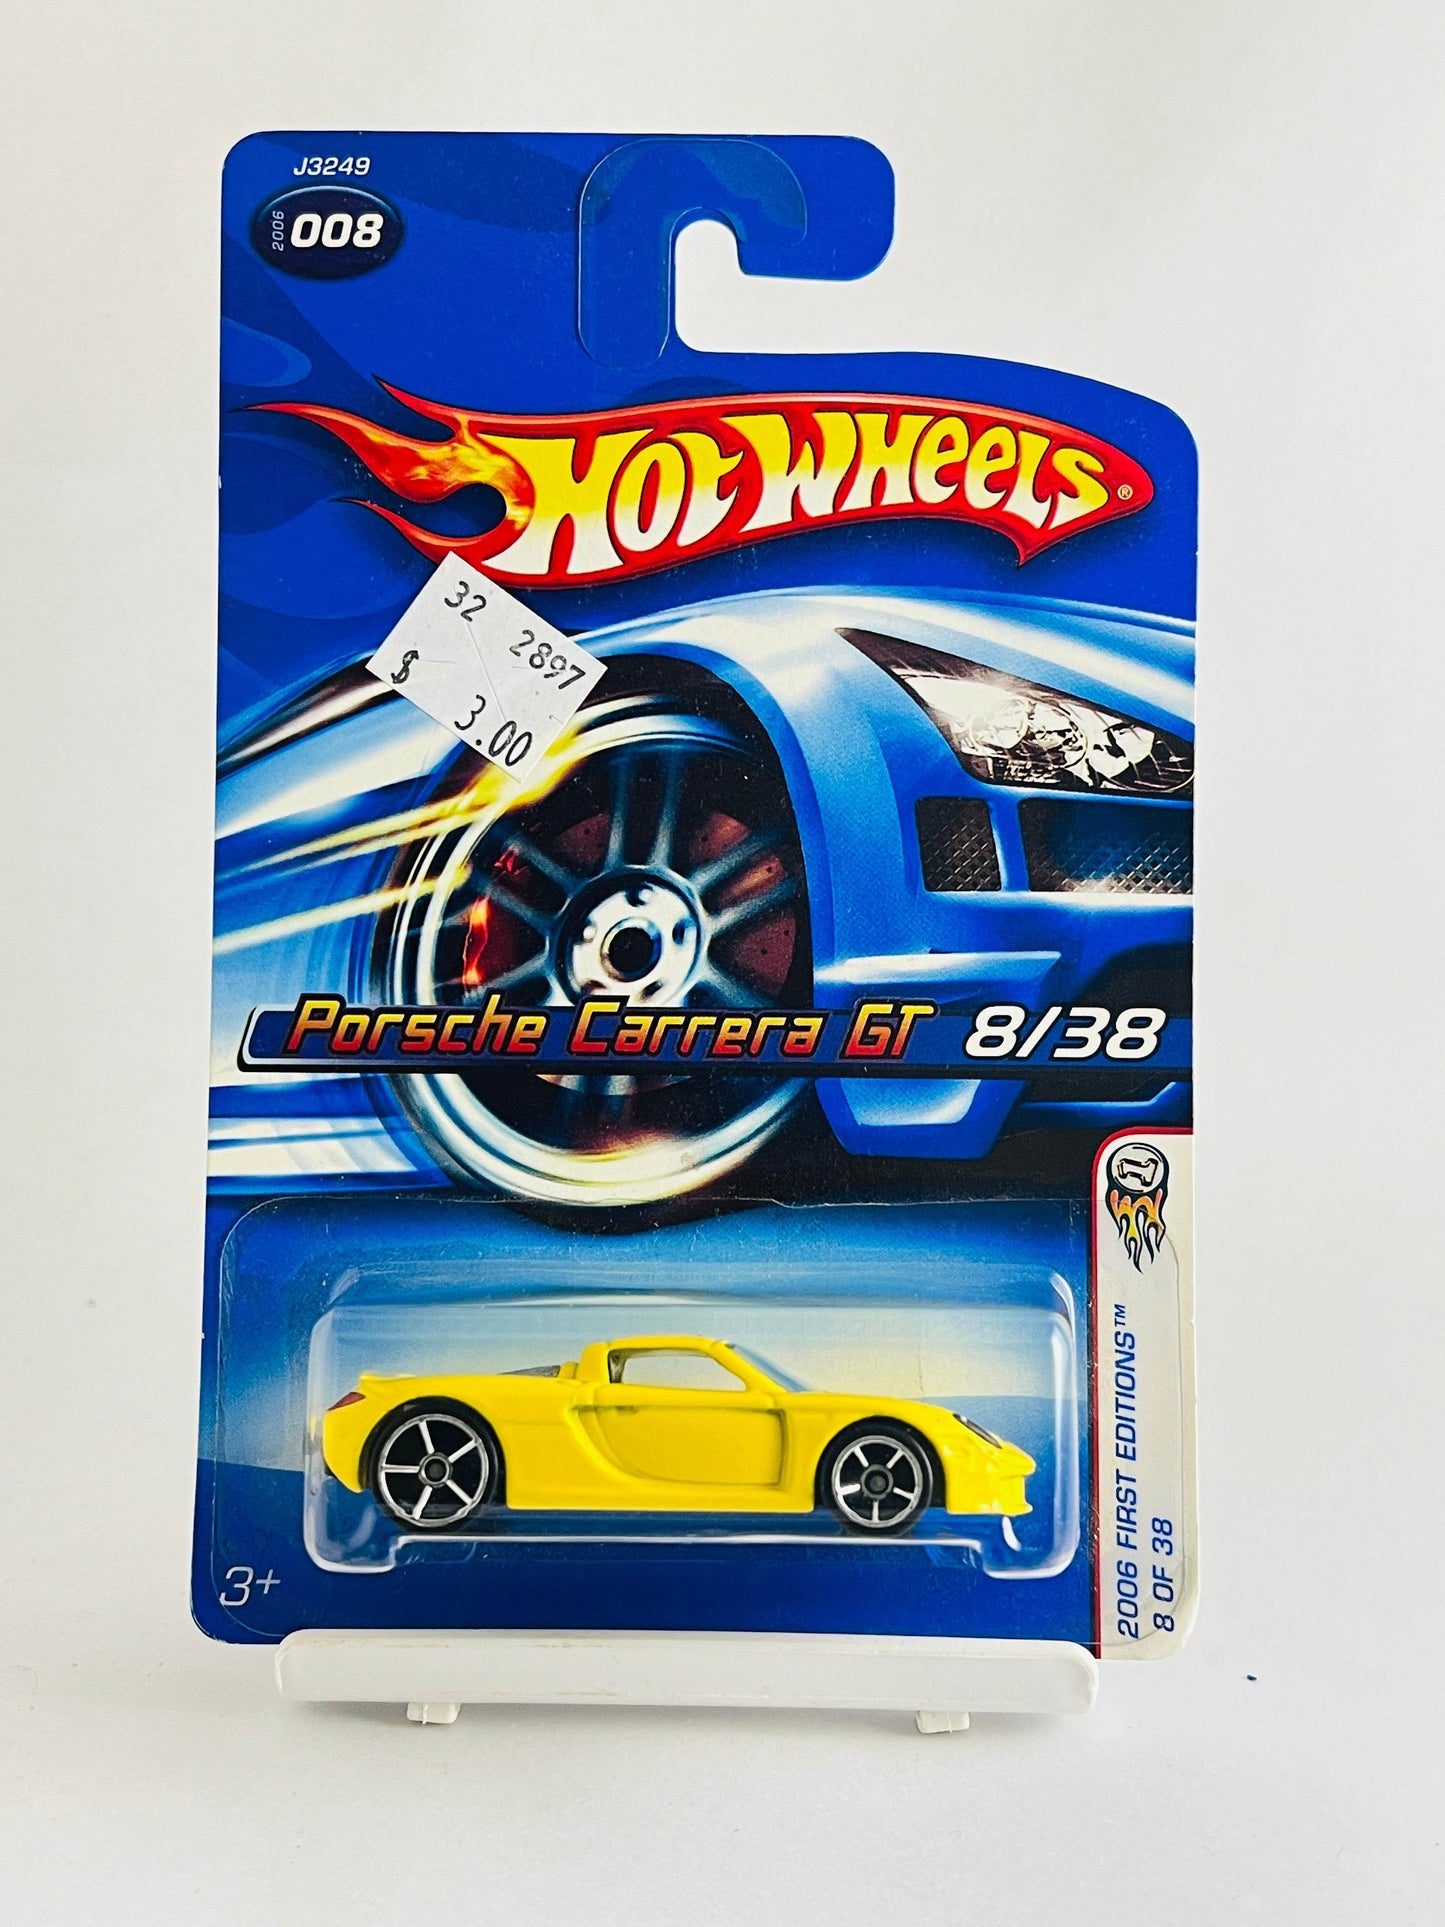 J3249
2006
008
HOT WHEELS®
32 2897
$ 3.00
Porsche Carrera GT 8/38
3+
1
2006 FIRST EDITIONS™
8 OF 38